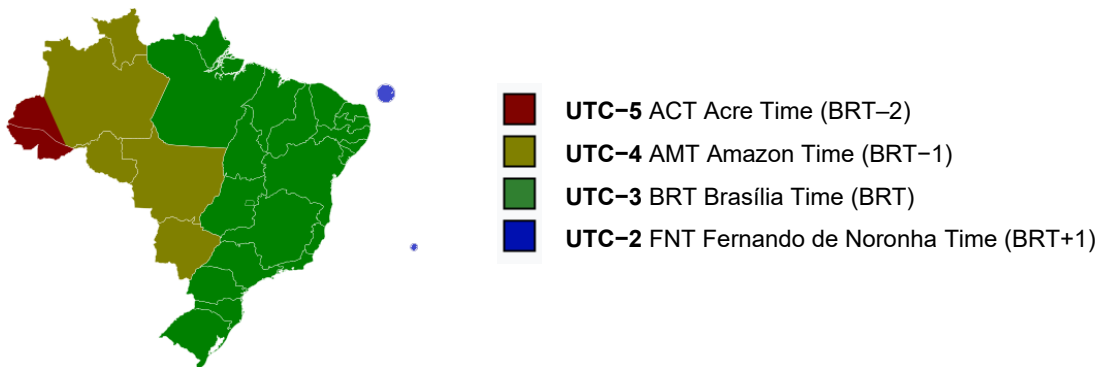 UTC−5 ACT Acre Time (BRT–2)
UTC−4 AMT Amazon Time (BRT−1)
UTC−3 BRT Brasília Time (BRT)
UTC−2 FNT Fernando de Noronha Time (BRT+1)